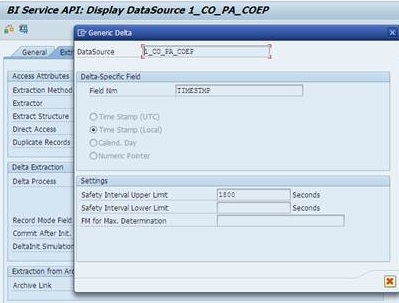 BI Service API: Display DataSource 1_CO_PA_COEP
General
Extr
Access Attributes
Extraction Method
Extractor
Extract Structure
Direct Access
Duplicate Records
Delta Extraction
Delta Process
Record Mode Field
Commit After Init.
DeltaInit Simulation
Extraction from Arc
Archive Link
Generic Delta
DataSource 1_CO_PA_COEP
Delta-Specific Field
Field Nm TIMESTMP
Time Stamp (UTC)
Time Stamp (Local)
Calend. Day
Numeric Pointer
Settings
Safety Interval Upper Limit 1800 Seconds
Safety Interval Lower Limit Seconds
FM for Max. Determination